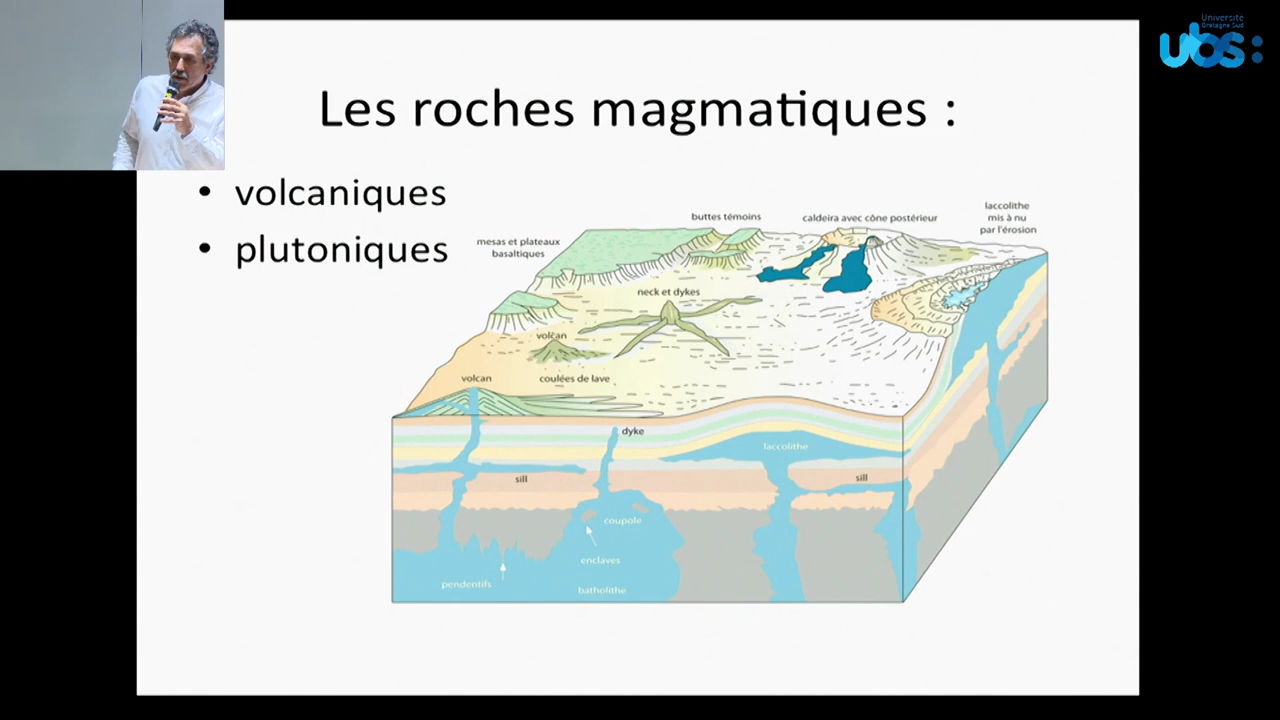 Université
Bretagne Sud
ubs:
Les roches magmatiques :
• volcaniques
• plutoniques
laccolithe
mis à nu
par l'érosion
buttes témoins
caldeira avec cône postérieur
mesas et plateaux
basaltiques
neck et dykes
volcan
volcan
coulées de lave
dyke
laccolithe
sill
sill
coupole
enclaves
pendentifs
batholithe